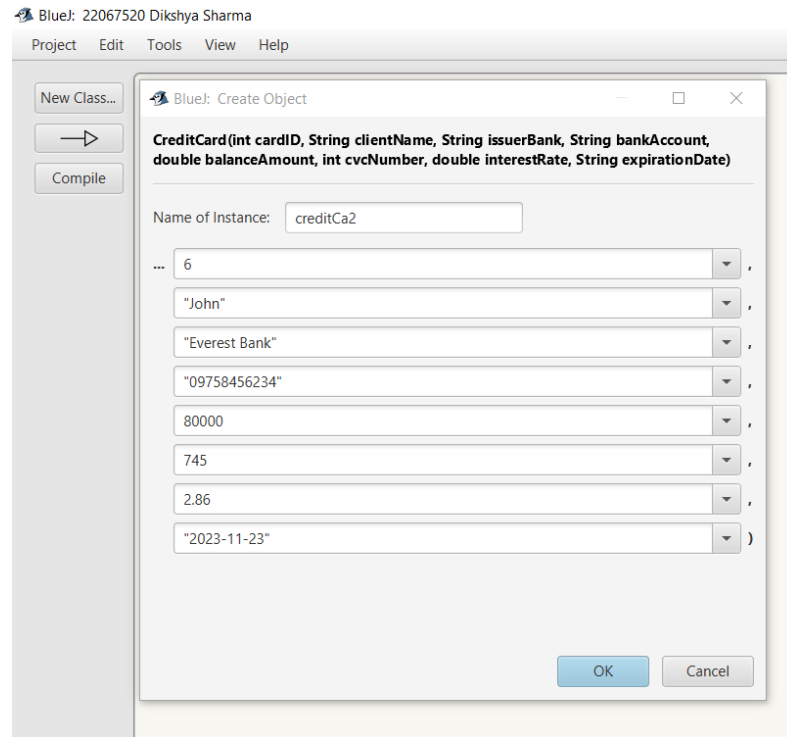 BlueJ: 22067520 Dikshya Sharma
Project Edit Tools View Help
New Class...
Compile
BlueJ: Create Object
CreditCard(int cardID, String clientName, String issuerBank, String bankAccount,
double balanceAmount, int cvcNumber, double interestRate, String expirationDate)
Name of Instance: creditCa2
... 6 ,
"John" ,
"Everest Bank" ,
"09758456234" ,
80000 ,
745 ,
2.86 ,
"2023-11-23" )
OK Cancel